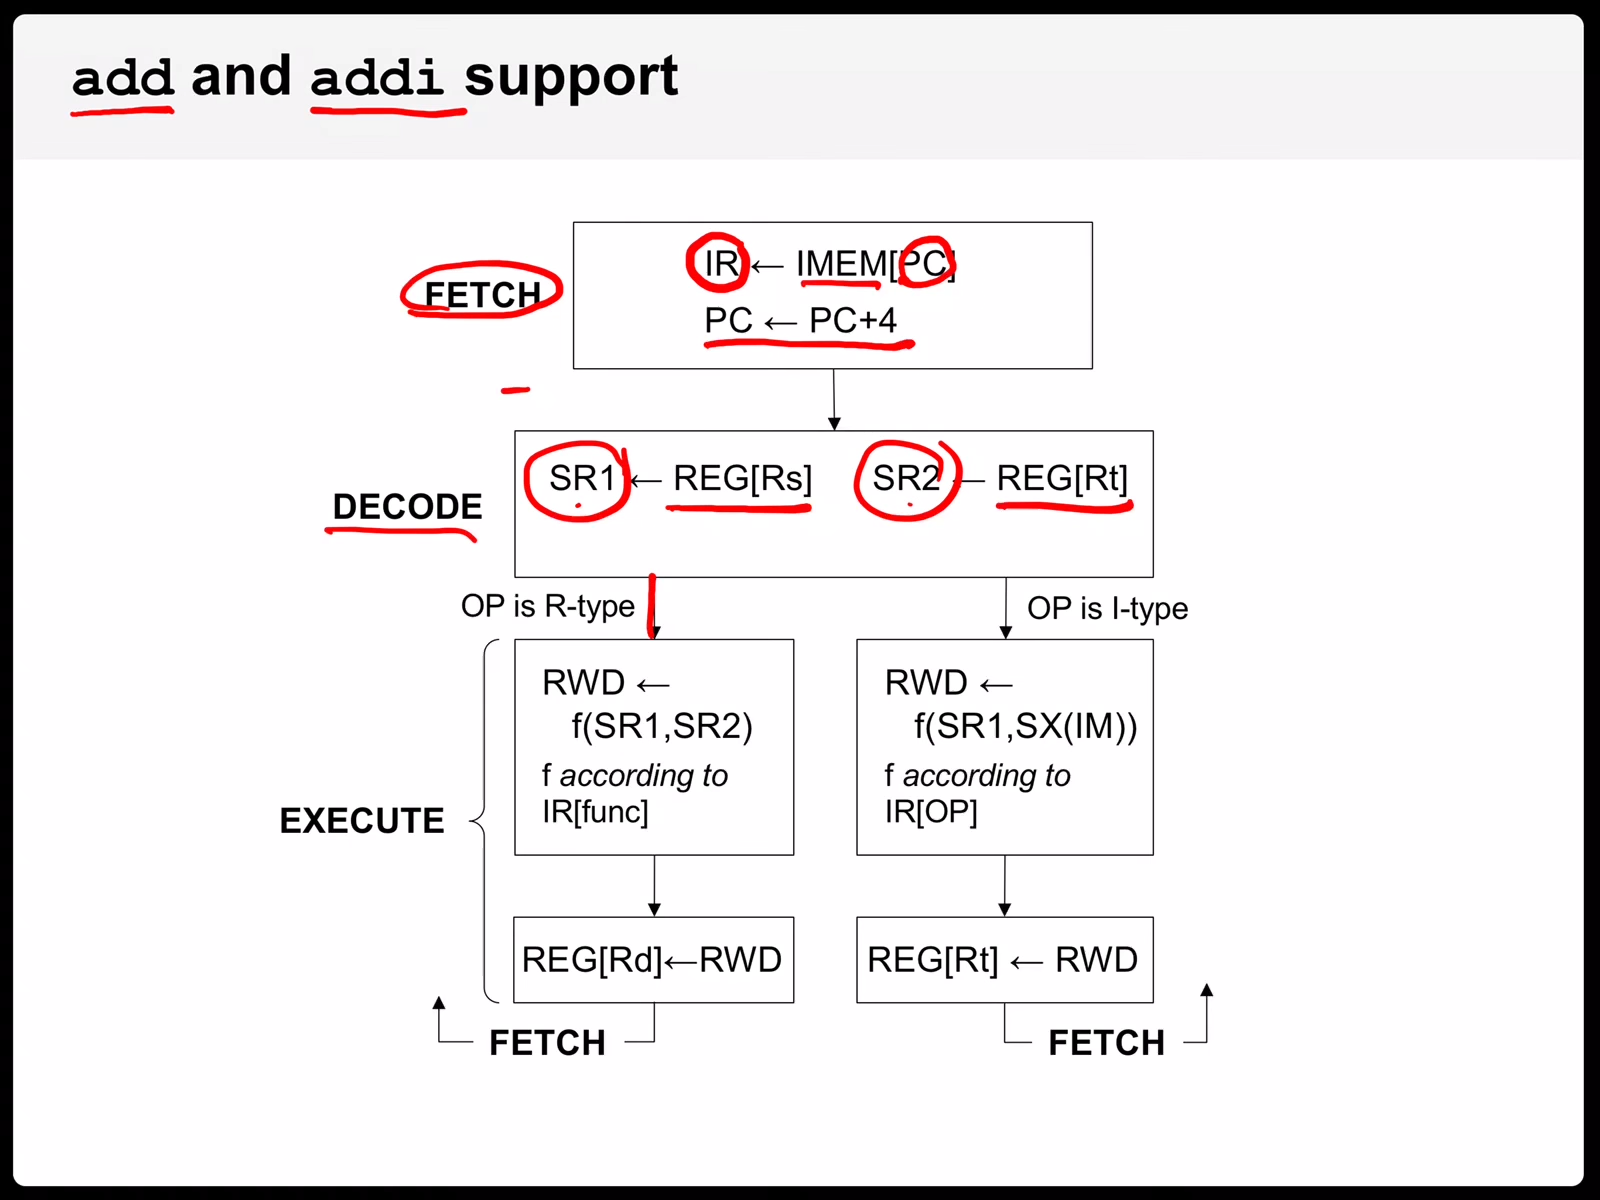 add and addi support
FETCH
IR ← IMEM[PC]
PC ← PC+4
DECODE
SR1 ← REG[Rs] SR2 ← REG[Rt]
OP is R-type
OP is I-type
EXECUTE
RWD ←
f(SR1,SR2)
f according to
IR[func]
RWD ←
f(SR1,SX(IM))
f according to
IR[OP]
REG[Rd]←RWD
REG[Rt] ← RWD
FETCH
FETCH